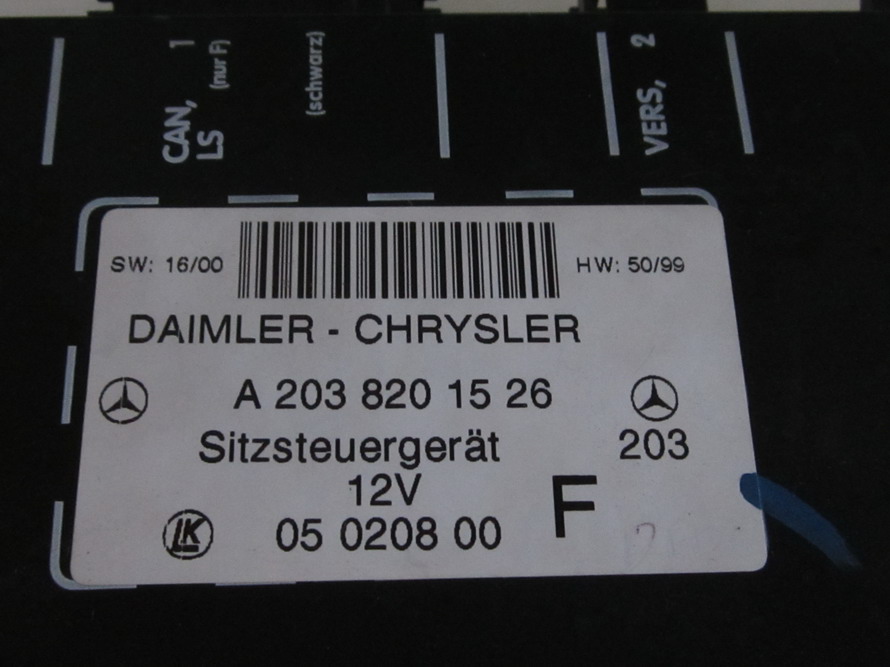 CAN, 1
LS (nur F)
(schwarz)
VERS, 2
SW: 16/00
HW: 50/99
DAIMLER - CHRYSLER
A 203 820 15 26
Sitzsteuergerät
203
12V
LK
05 0208 00
F